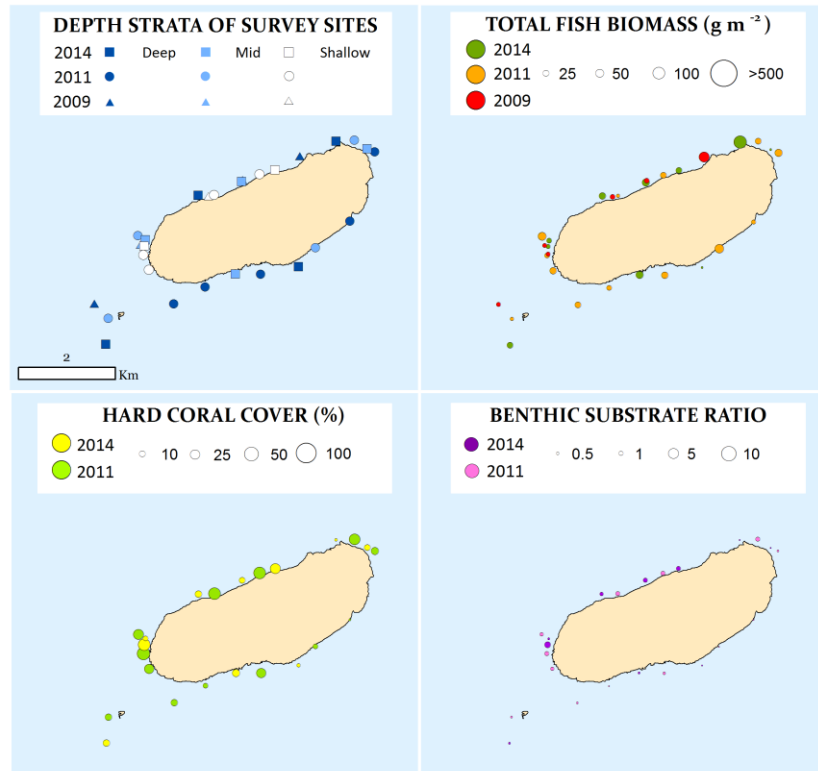 DEPTH STRATA OF SURVEY SITES
2014 Deep Mid Shallow
2011
2009
2
Km
TOTAL FISH BIOMASS (g m⁻²)
2014
2011 25 50 100 >500
2009
HARD CORAL COVER (%)
2014
10 25 50 100
2011
BENTHIC SUBSTRATE RATIO
2014
0.5 1 5 10
2011